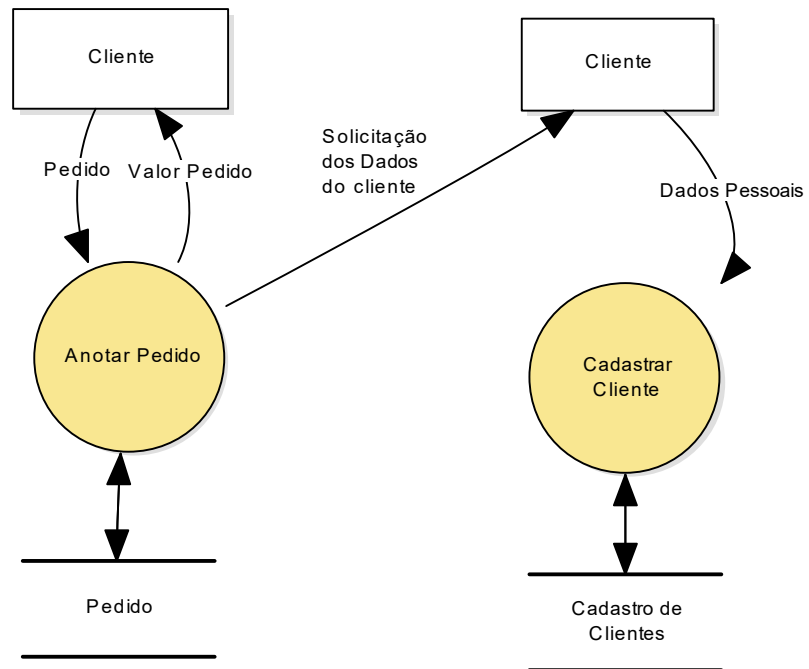 Cliente
Cliente
Solicitação
dos Dados
do cliente
Pedido
Valor Pedido
Dados Pessoais
Anotar Pedido
Cadastrar
Cliente
Pedido
Cadastro de
Clientes